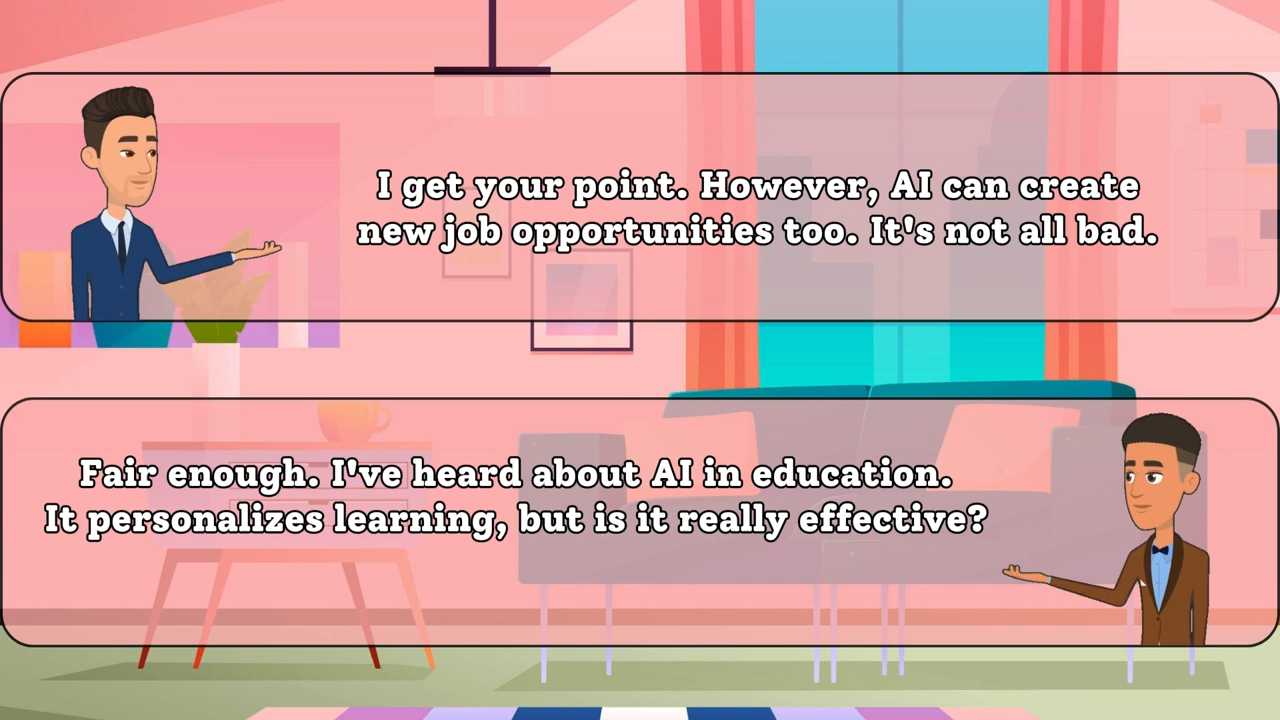 I get your point. However, AI can create
new job opportunities too. It's not all bad.
Fair enough. I've heard about AI in education.
It personalizes learning, but is it really effective?